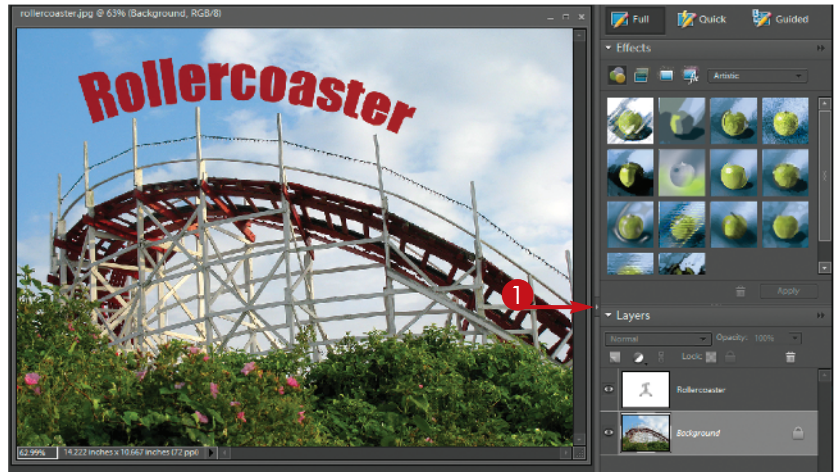 rollercoaster.jpg @ 63% (Background, RGB/8)
Full
Quick
Guided
Effects
Artistic
Rollercoaster
Apply
1
Layers
Normal
Opacity: 100%
Lock:
Rollercoaster
Background
62.99%
14.222 inches x 10.667 inches (72 ppi)